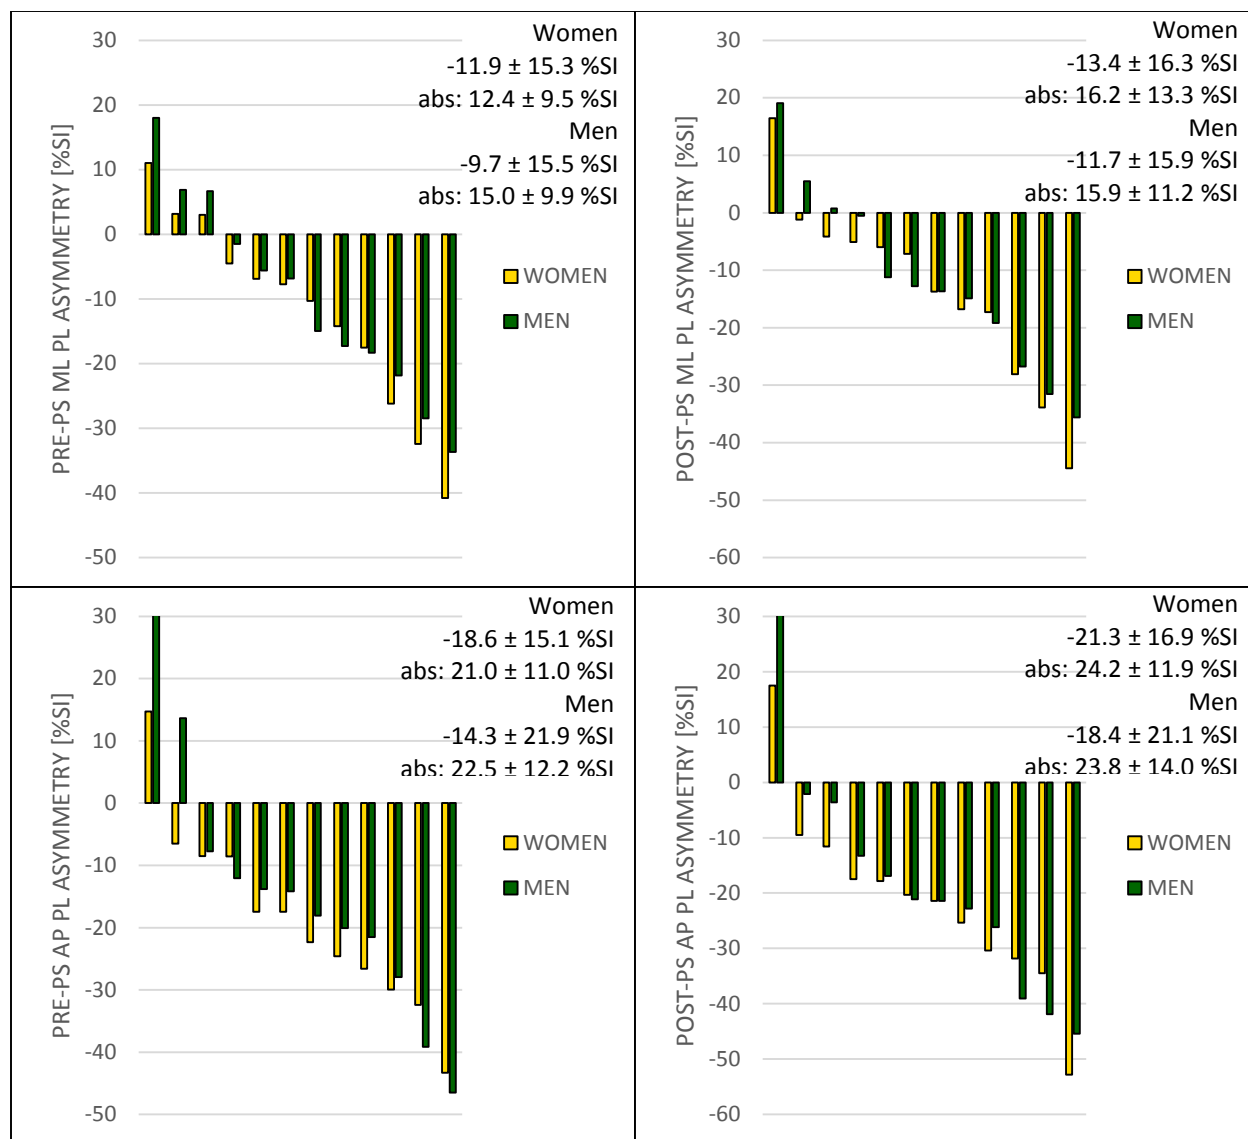 PRE-PS ML PL ASYMMETRY [%SI]
30
20
10
0
-10
-20
-30
-40
-50
Women
-11.9 ± 15.3 %SI
abs: 12.4 ± 9.5 %SI
Men
-9.7 ± 15.5 %SI
abs: 15.0 ± 9.9 %SI
WOMEN
MEN
POST-PS ML PL ASYMMETRY [%SI]
30
20
10
0
-10
-20
-30
-40
-50
-60
Women
-13.4 ± 16.3 %SI
abs: 16.2 ± 13.3 %SI
Men
-11.7 ± 15.9 %SI
abs: 15.9 ± 11.2 %SI
WOMEN
MEN
PRE-PS AP PL ASYMMETRY [%SI]
30
20
10
0
-10
-20
-30
-40
-50
Women
-18.6 ± 15.1 %SI
abs: 21.0 ± 11.0 %SI
Men
-14.3 ± 21.9 %SI
abs: 22.5 ± 12.2 %SI
WOMEN
MEN
POST-PS AP PL ASYMMETRY [%SI]
30
20
10
0
-10
-20
-30
-40
-50
-60
Women
-21.3 ± 16.9 %SI
abs: 24.2 ± 11.9 %SI
Men
-18.4 ± 21.1 %SI
abs: 23.8 ± 14.0 %SI
WOMEN
MEN